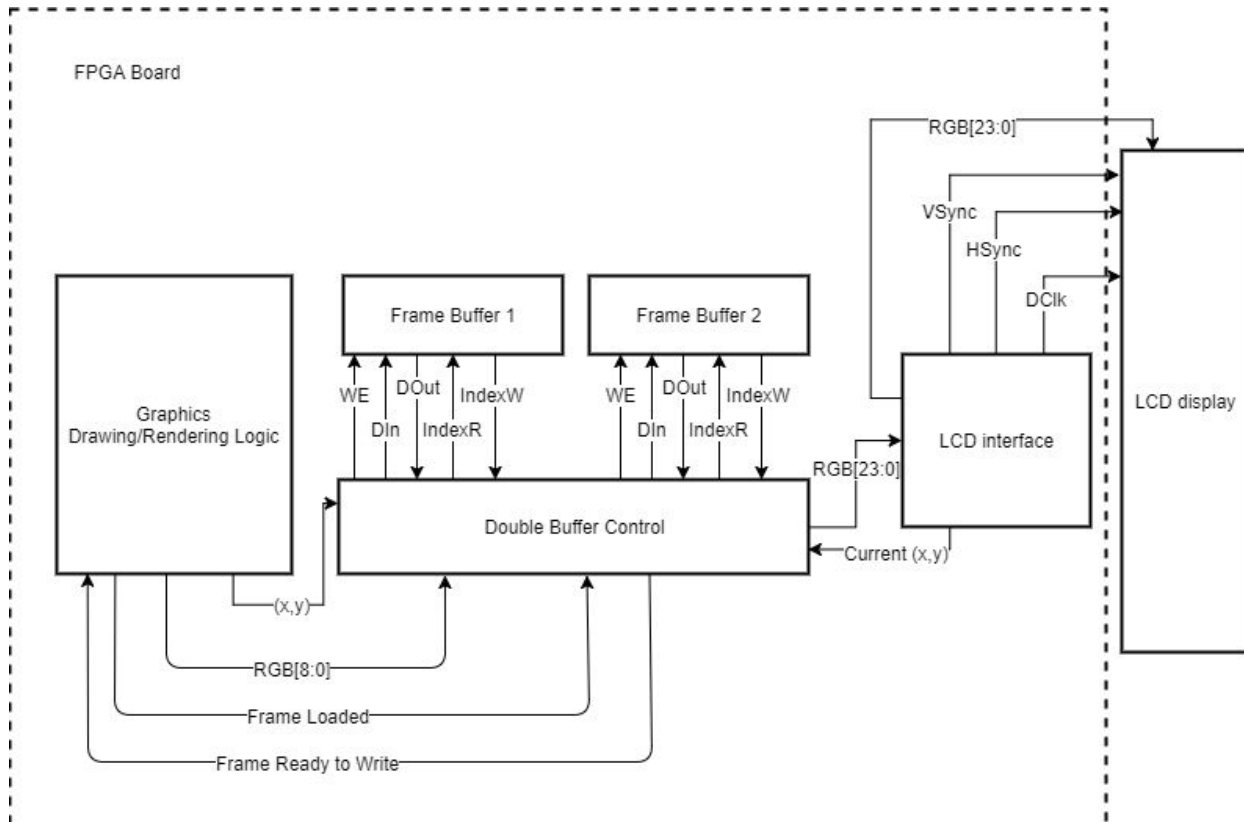 FPGA Board
RGB[23:0]
VSync
HSync
DClk
Frame Buffer 1
Frame Buffer 2
WE
DIn
DOut
IndexR
IndexW
WE
DIn
DOut
IndexR
IndexW
Graphics
Drawing/Rendering Logic
LCD display
LCD interface
RGB[23:0]
Double Buffer Control
Current (x,y)
(x,y)
RGB[8:0]
Frame Loaded
Frame Ready to Write